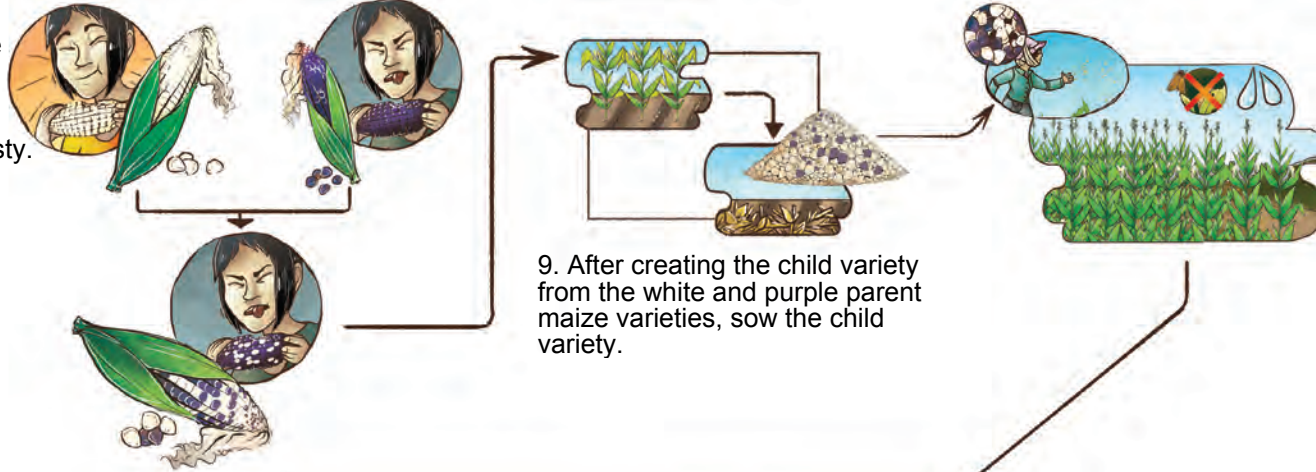 e
sty.
9. After creating the child variety
from the white and purple parent
maize varieties, sow the child
variety.